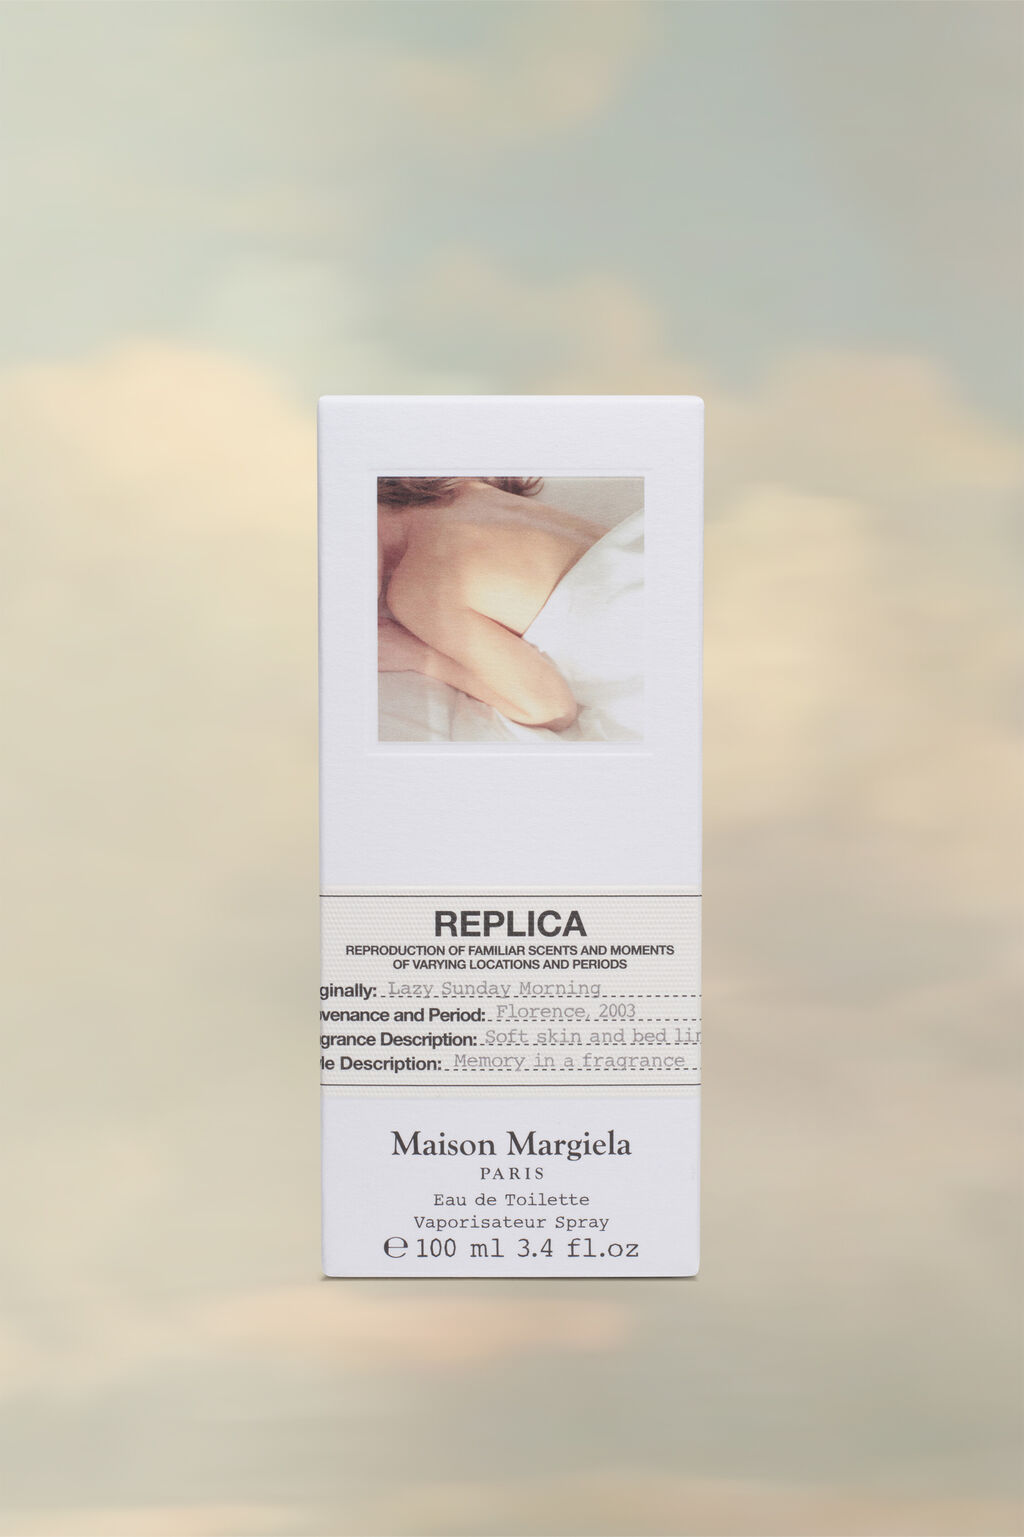 REPLICA
REPRODUCTION OF FAMILIAR SCENTS AND MOMENTS
OF VARYING LOCATIONS AND PERIODS
ginally: Lazy Sunday Morning
venance and Period: Florence, 2003
grance Description: Soft skin and bed lin
le Description: Memory in a fragrance
Maison Margiela
PARIS
Eau de Toilette
Vaporisateur Spray
℮ 100 ml 3.4 fl.oz